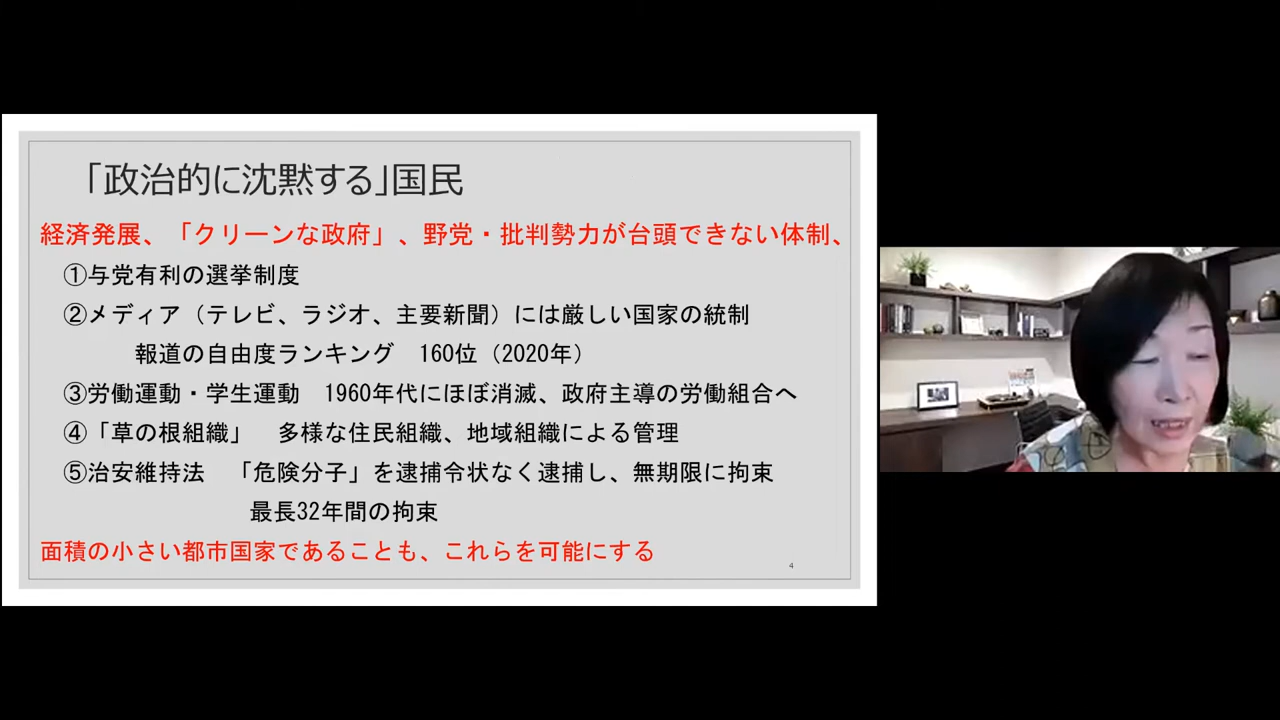 「政治的に沈黙する」国民
経済発展、「クリーンな政府」、野党・批判勢力が台頭できない体制、
①与党有利の選挙制度
②メディア（テレビ、ラジオ、主要新聞）には厳しい国家の統制
報道の自由度ランキング　160位（2020年）
③労働運動・学生運動　1960年代にほぼ消滅、政府主導の労働組合へ
④「草の根組織」　多様な住民組織、地域組織による管理
⑤治安維持法　「危険分子」を逮捕令状なく逮捕し、無期限に拘束
最長32年間の拘束
面積の小さい都市国家であることも、これらを可能にする
4